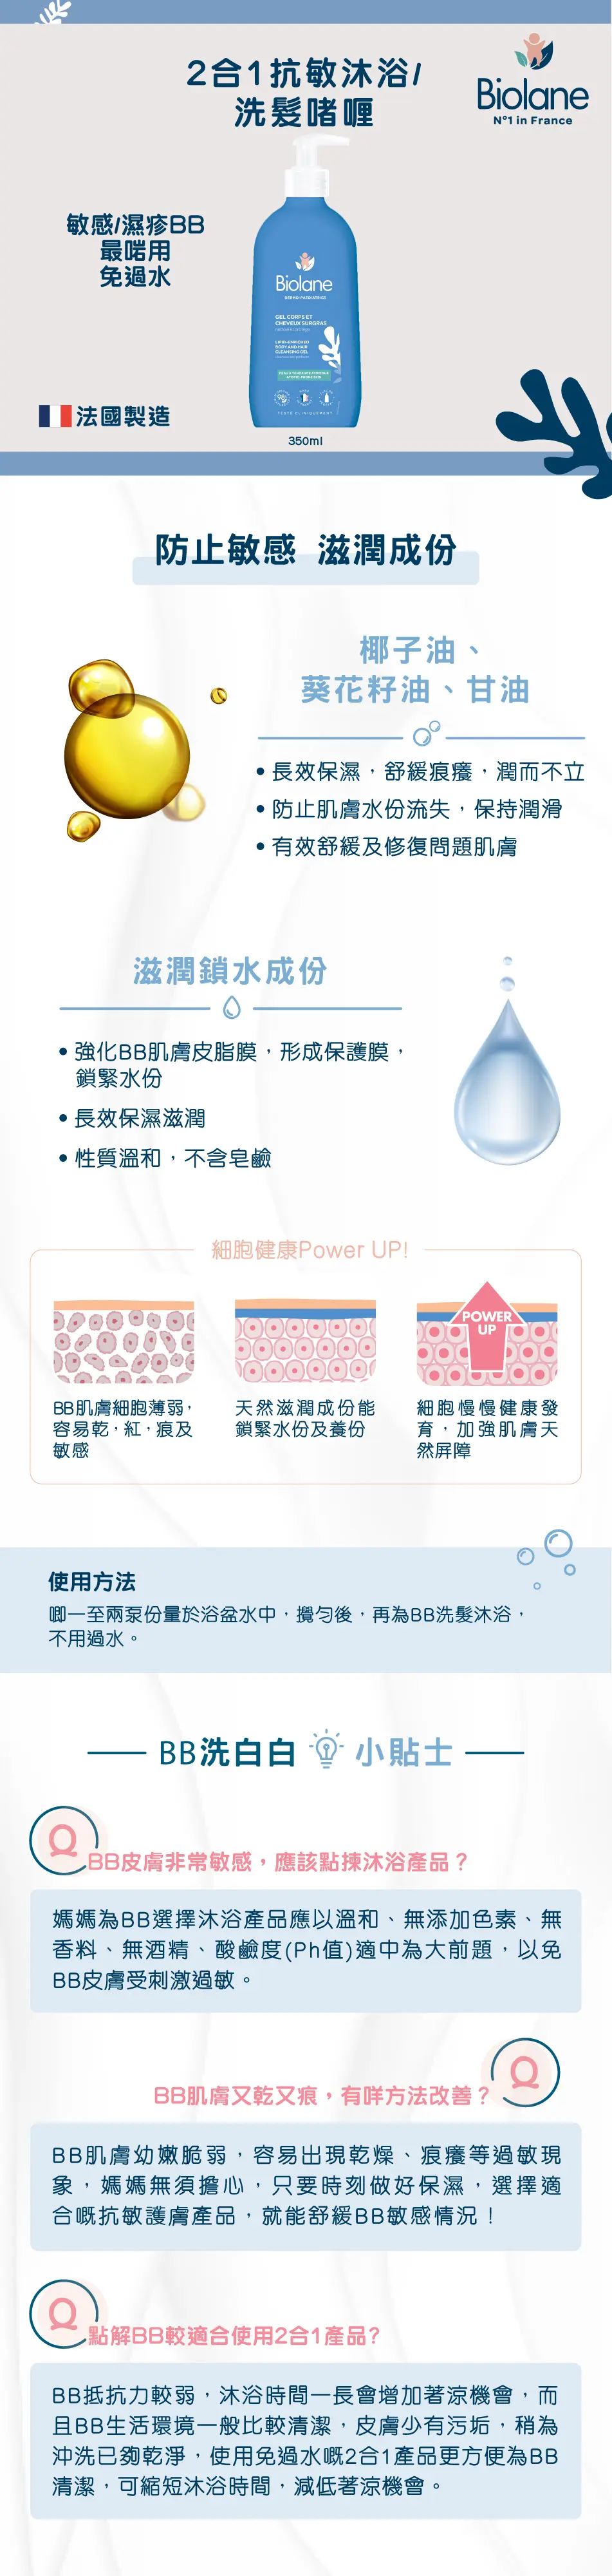 2合1抗敏沐浴/
洗髮啫喱
Biolane
N°1 in France
敏感/濕疹BB
最啱用
免過水
Biolane
DERMO-PAEDIATRICS
GEL CORPS ET
CHEVEUX SURGRAS
LIPID-ENRICHED
BODY AND HAIR
CLEANSING GEL
法國製造
350ml
防止敏感 滋潤成份
椰子油、
葵花籽油、甘油
• 長效保濕，舒緩痕癢，潤而不立
• 防止肌膚水份流失，保持潤滑
• 有效舒緩及修復問題肌膚
滋潤鎖水成份
• 強化BB肌膚皮脂膜，形成保護膜，
鎖緊水份
• 長效保濕滋潤
• 性質溫和，不含皂鹼
細胞健康Power UP!
POWER
UP
BB肌膚細胞薄弱，
容易乾，紅，痕及
敏感
天然滋潤成份能
鎖緊水份及養份
細胞慢慢健康發
育，加強肌膚天
然屏障
使用方法
唧一至兩泵份量於浴盆水中，攪勻後，再為BB洗髮沐浴，
不用過水。
BB洗白白 小貼士
Q
BB皮膚非常敏感，應該點揀沐浴產品？
媽媽為BB選擇沐浴產品應以溫和、無添加色素、無
香料、無酒精、酸鹼度(Ph值)適中為大前題，以免
BB皮膚受刺激過敏。
Q
BB肌膚又乾又痕，有咩方法改善？
BB肌膚幼嫩脆弱，容易出現乾燥、痕癢等過敏現
象，媽媽無須擔心，只要時刻做好保濕，選擇適
合嘅抗敏護膚產品，就能舒緩BB敏感情況！
Q
點解BB較適合使用2合1產品?
BB抵抗力較弱，沐浴時間一長會增加著涼機會，而
且BB生活環境一般比較清潔，皮膚少有污垢，稍為
沖洗已夠乾淨，使用免過水嘅2合1產品更方便為BB
清潔，可縮短沐浴時間，減低著涼機會。